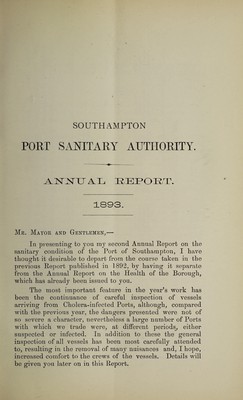 SOUTHAMPTON
PORT SANITARY AUTHORITY.
ANNUAL REPORT.
1893.
MR. MAYOR AND GENTLEMEN,—
In presenting to you my second Annual Report on the
sanitary condition of the Port of Southampton, I have
thought it desirable to depart from the course taken in the
previous Report published in 1892, by having it separate
from the Annual Report on the Health of the Borough,
which has already been issued to you.
The most important feature in the year's work has
been the continuance of careful inspection of vessels
arriving from Cholera-infected Ports, although, compared
with the previous year, the dangers presented were not of
so severe a character, nevertheless a large number of Ports
with which we trade were, at different periods, either
suspected or infected. In addition to these the general
inspection of all vessels has been most carefully attended
to, resulting in the removal of many nuisances and, I hope,
increased comfort to the crews of the vessels. Details will
be given you later on in this Report.